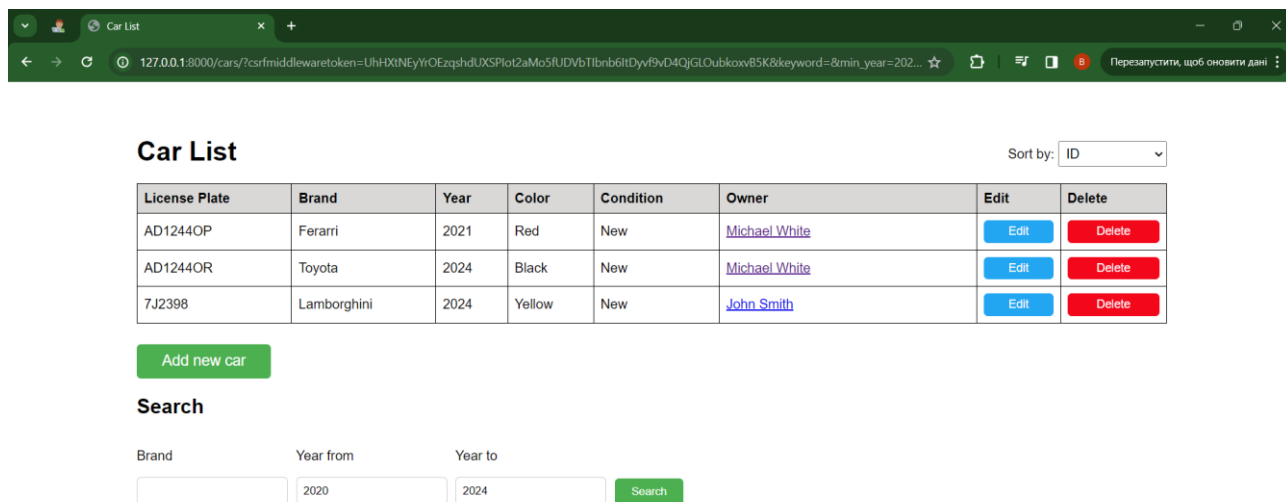 Car List
127.0.0.1:8000/cars/?csrfmiddlewaretoken=UhHXtNEyYrOEzqshdUXSPIot2aMo5fUDVbTIbnb6ItDyvf9vD4QjGLOubkoxvB5K&keyword=&min_year=202...
B
Перезапустити, щоб оновити дані
Car List
Sort by: ID
License Plate Brand Year Color Condition Owner Edit Delete
AD1244OP Ferarri 2021 Red New Michael White Edit Delete
AD1244OR Toyota 2024 Black New Michael White Edit Delete
7J2398 Lamborghini 2024 Yellow New John Smith Edit Delete
Add new car
Search
Brand Year from Year to
2020 2024 Search